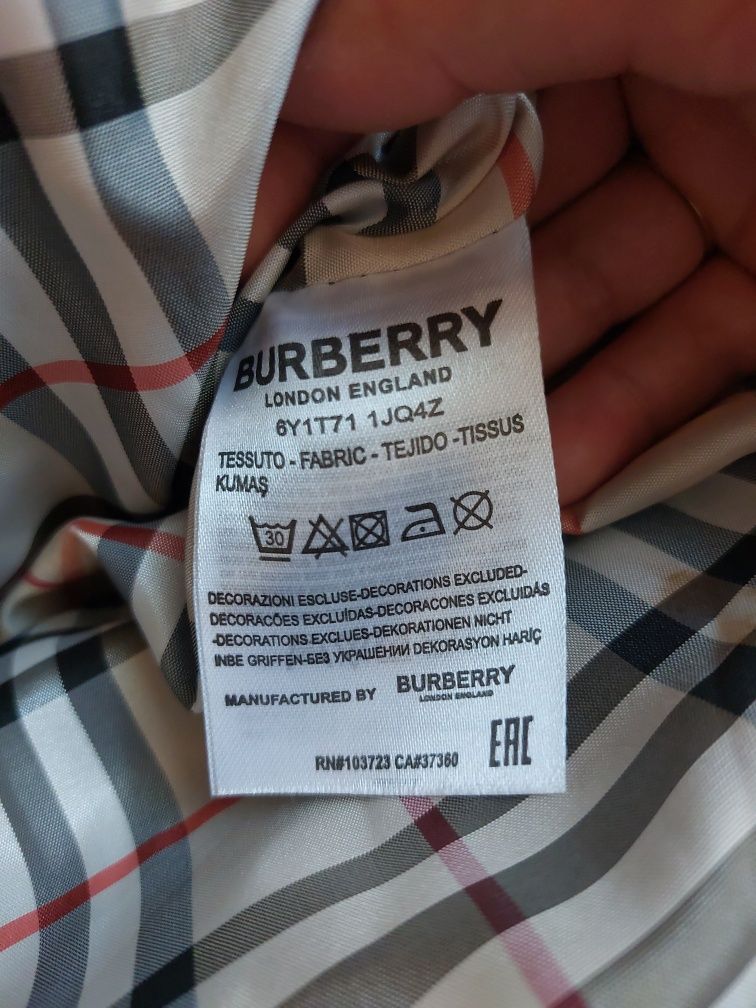 BURBERRY
LONDON ENGLAND
6Y1T71 1JQ4Z
TESSUTO - FABRIC - TEJIDO -TISSUS
KUMAŞ
30
DECORAZIONI ESCLUSE-DECORATIONS EXCLUDED-
DECORAÇÕES EXCLUÍDAS-DECORACONES EXCLUIDÁS
-DECORATIONS EXCLUES-DEKORATIONEN NICHT
INBE GRIFFEN-БЕЗ УКРАШЕНИИ DEKORASYON HARİÇ
MANUFACTURED BY BURBERRY
LONDON ENGLAND
RN#103723 CA#37360 EAC